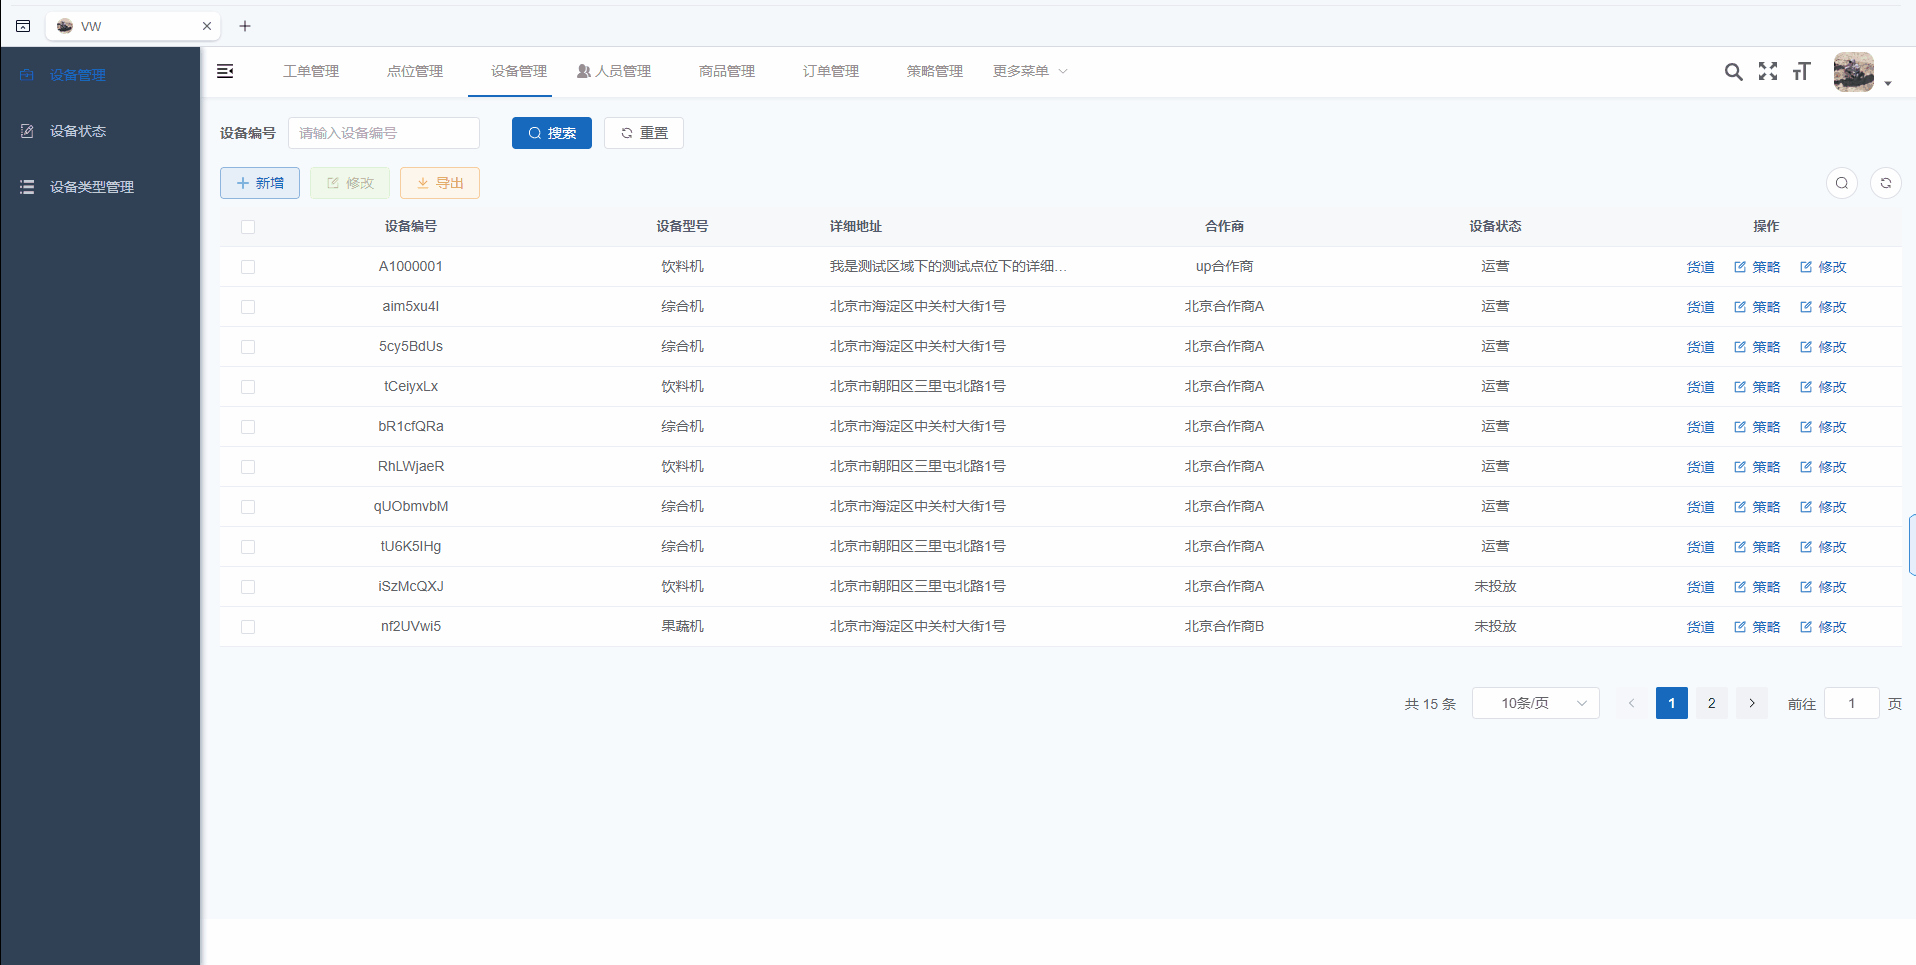 VW
设备管理
设备状态
设备类型管理
工单管理 点位管理 设备管理 人员管理 商品管理 订单管理 策略管理 更多菜单
设备编号 请输入设备编号 搜索 重置
新增 修改 导出
设备编号 设备型号 详细地址 合作商 设备状态 操作
A1000001 饮料机 我是测试区域下的测试点位下的详细... up合作商 运营 货道 策略 修改
aim5xu4I 综合机 北京市海淀区中关村大街1号 北京合作商A 运营 货道 策略 修改
5cy5BdUs 综合机 北京市海淀区中关村大街1号 北京合作商A 运营 货道 策略 修改
tCeiyxLx 饮料机 北京市朝阳区三里屯北路1号 北京合作商A 运营 货道 策略 修改
bR1cfQRa 综合机 北京市海淀区中关村大街1号 北京合作商A 运营 货道 策略 修改
RhLWjaeR 饮料机 北京市朝阳区三里屯北路1号 北京合作商A 运营 货道 策略 修改
qUObmvbM 综合机 北京市海淀区中关村大街1号 北京合作商A 运营 货道 策略 修改
tU6K5IHg 综合机 北京市朝阳区三里屯北路1号 北京合作商A 运营 货道 策略 修改
iSzMcQXJ 饮料机 北京市朝阳区三里屯北路1号 北京合作商A 未投放 货道 策略 修改
nf2UVwi5 果蔬机 北京市海淀区中关村大街1号 北京合作商B 未投放 货道 策略 修改
共 15 条 10条/页 1 2 前往 1 页